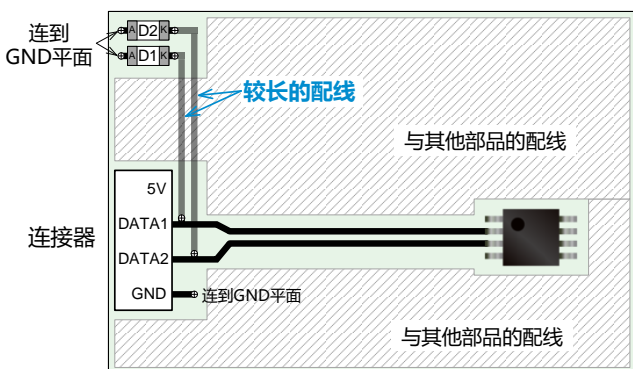 连到
GND平面
A D2 K
A D1 K
较长的配线
与其他部品的配线
5V
DATA1
连接器
DATA2
GND
连到GND平面
与其他部品的配线